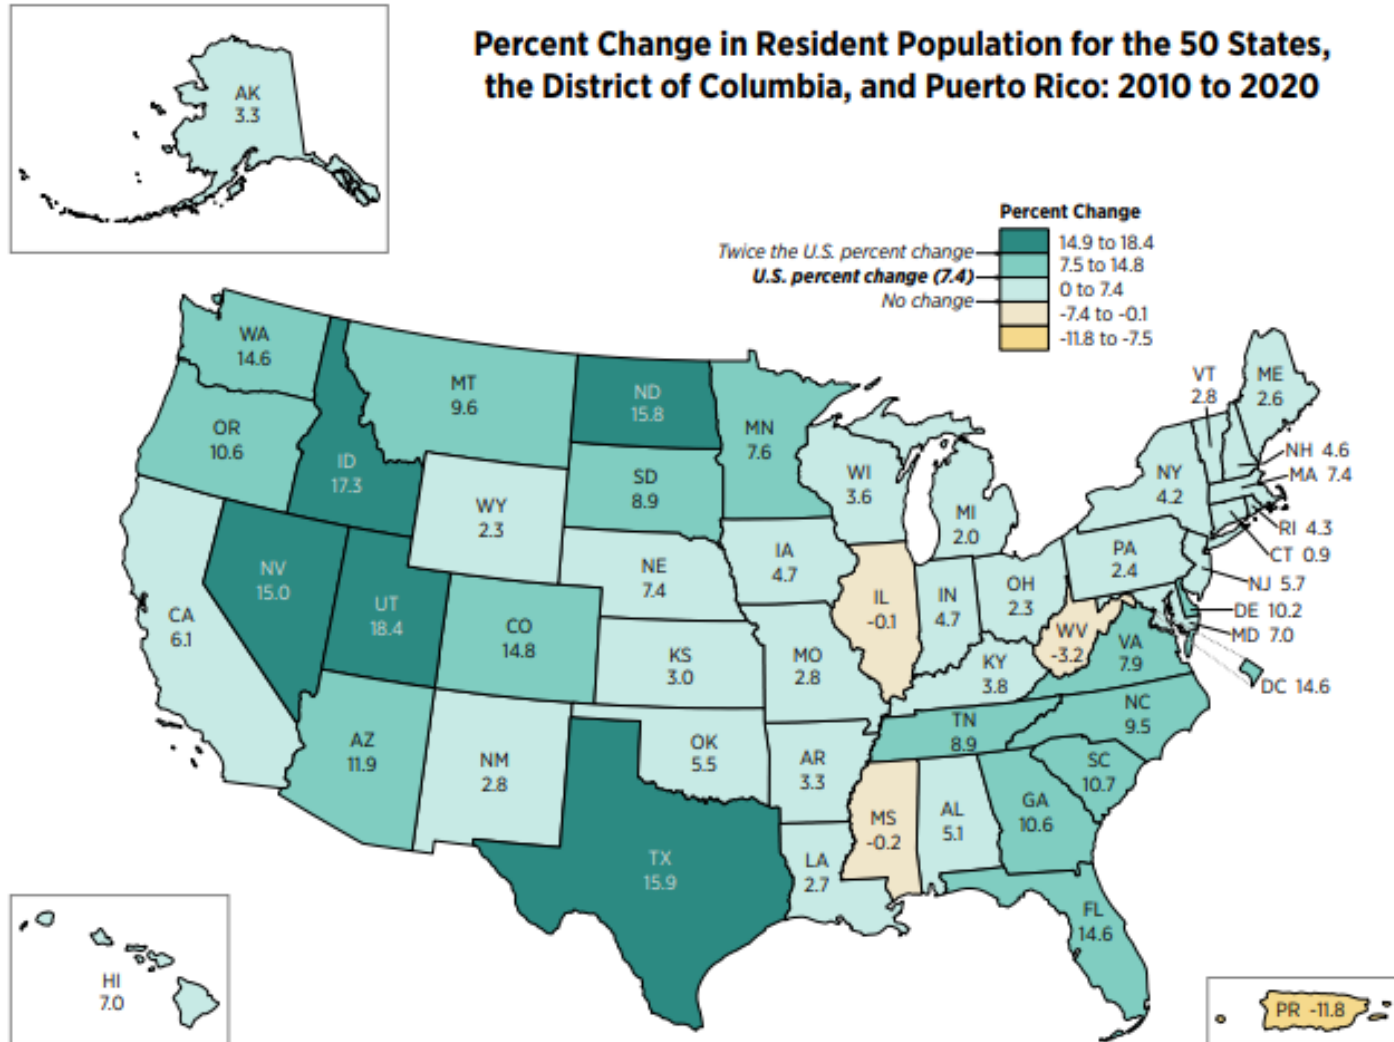 Percent Change in Resident Population for the 50 States,
the District of Columbia, and Puerto Rico: 2010 to 2020
AK
3.3
Percent Change
14.9 to 18.4
Twice the U.S. percent change
7.5 to 14.8
U.S. percent change (7.4)
0 to 7.4
No change
-7.4 to -0.1
-11.8 to -7.5
WA
14.6
MT
9.6
ND
15.8
MN
7.6
VT
2.8
ME
2.6
OR
10.6
ID
17.3
SD
8.9
WI
3.6
MI
2.0
NY
4.2
NH 4.6
MA 7.4
RI 4.3
CT 0.9
NJ 5.7
DE 10.2
MD 7.0
DC 14.6
WY
2.3
NE
7.4
IA
4.7
IL
-0.1
IN
4.7
OH
2.3
PA
2.4
WV
-3.2
VA
7.9
NV
15.0
UT
18.4
CA
6.1
CO
14.8
KS
3.0
MO
2.8
KY
3.8
NC
9.5
TN
8.9
SC
10.7
AZ
11.9
NM
2.8
OK
5.5
AR
3.3
MS
-0.2
AL
5.1
GA
10.6
TX
15.9
LA
2.7
FL
14.6
HI
7.0
PR -11.8